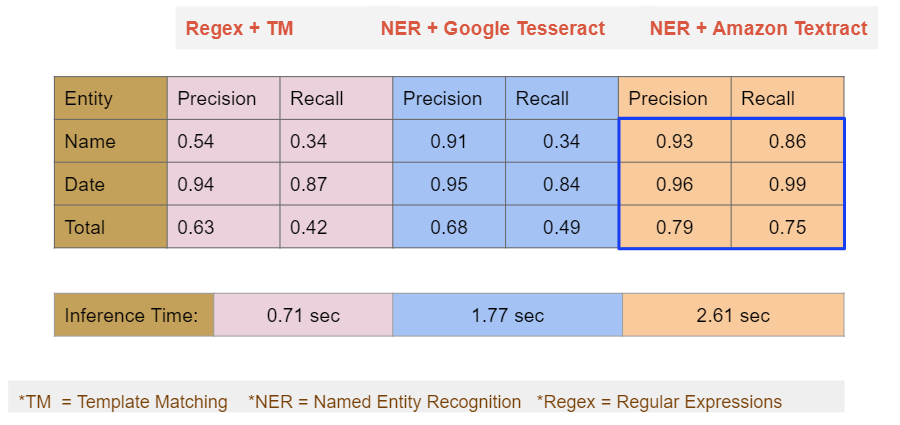 Regex + TM NER + Google Tesseract NER + Amazon Textract
Entity Precision Recall Precision Recall Precision Recall
Name 0.54 0.34 0.91 0.34 0.93 0.86
Date 0.94 0.87 0.95 0.84 0.96 0.99
Total 0.63 0.42 0.68 0.49 0.79 0.75
Inference Time: 0.71 sec 1.77 sec 2.61 sec
*TM = Template Matching *NER = Named Entity Recognition *Regex = Regular Expressions